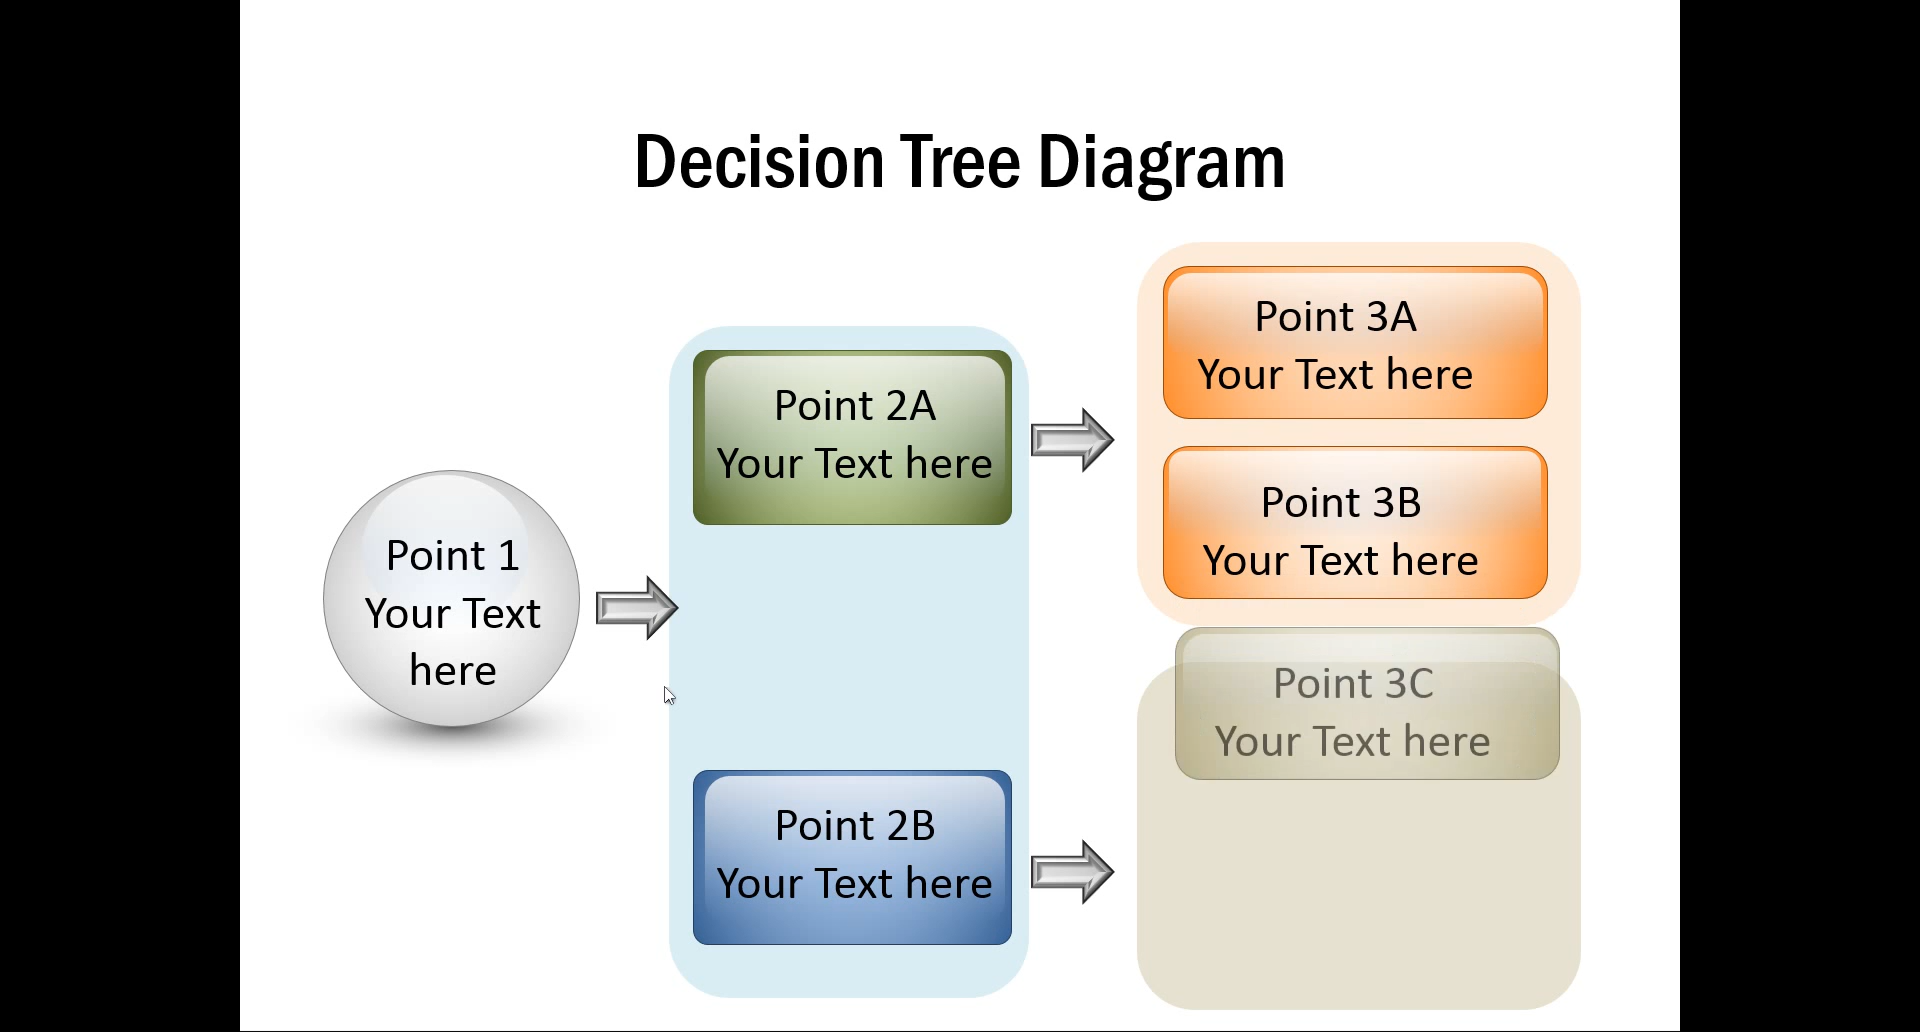 Decision Tree Diagram
Point 1
Your Text
here
Point 2A
Your Text here
Point 2B
Your Text here
Point 3A
Your Text here
Point 3B
Your Text here
Point 3C
Your Text here